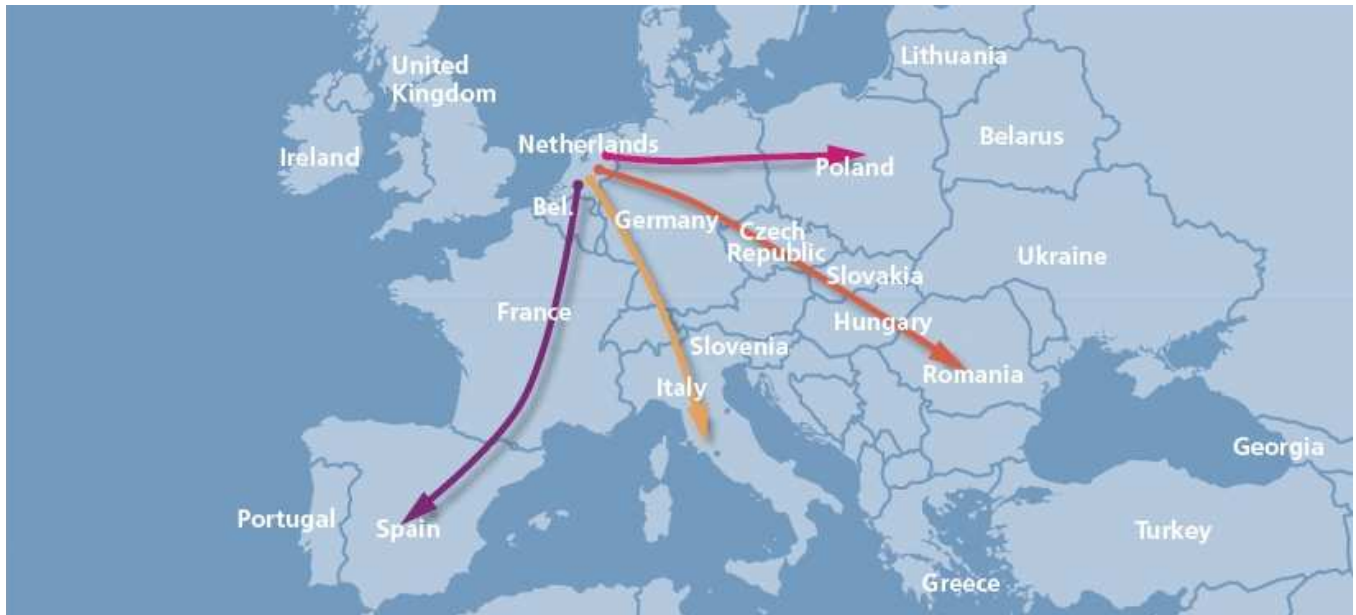 Lithuania
United
Kingdom
Netherlands
Belarus
Ireland
Poland
Bel.
Germany
Czech
Republic
Ukraine
Slovakia
France
Hungary
Slovenia
Romania
Italy
Georgia
Portugal
Spain
Turkey
Greece